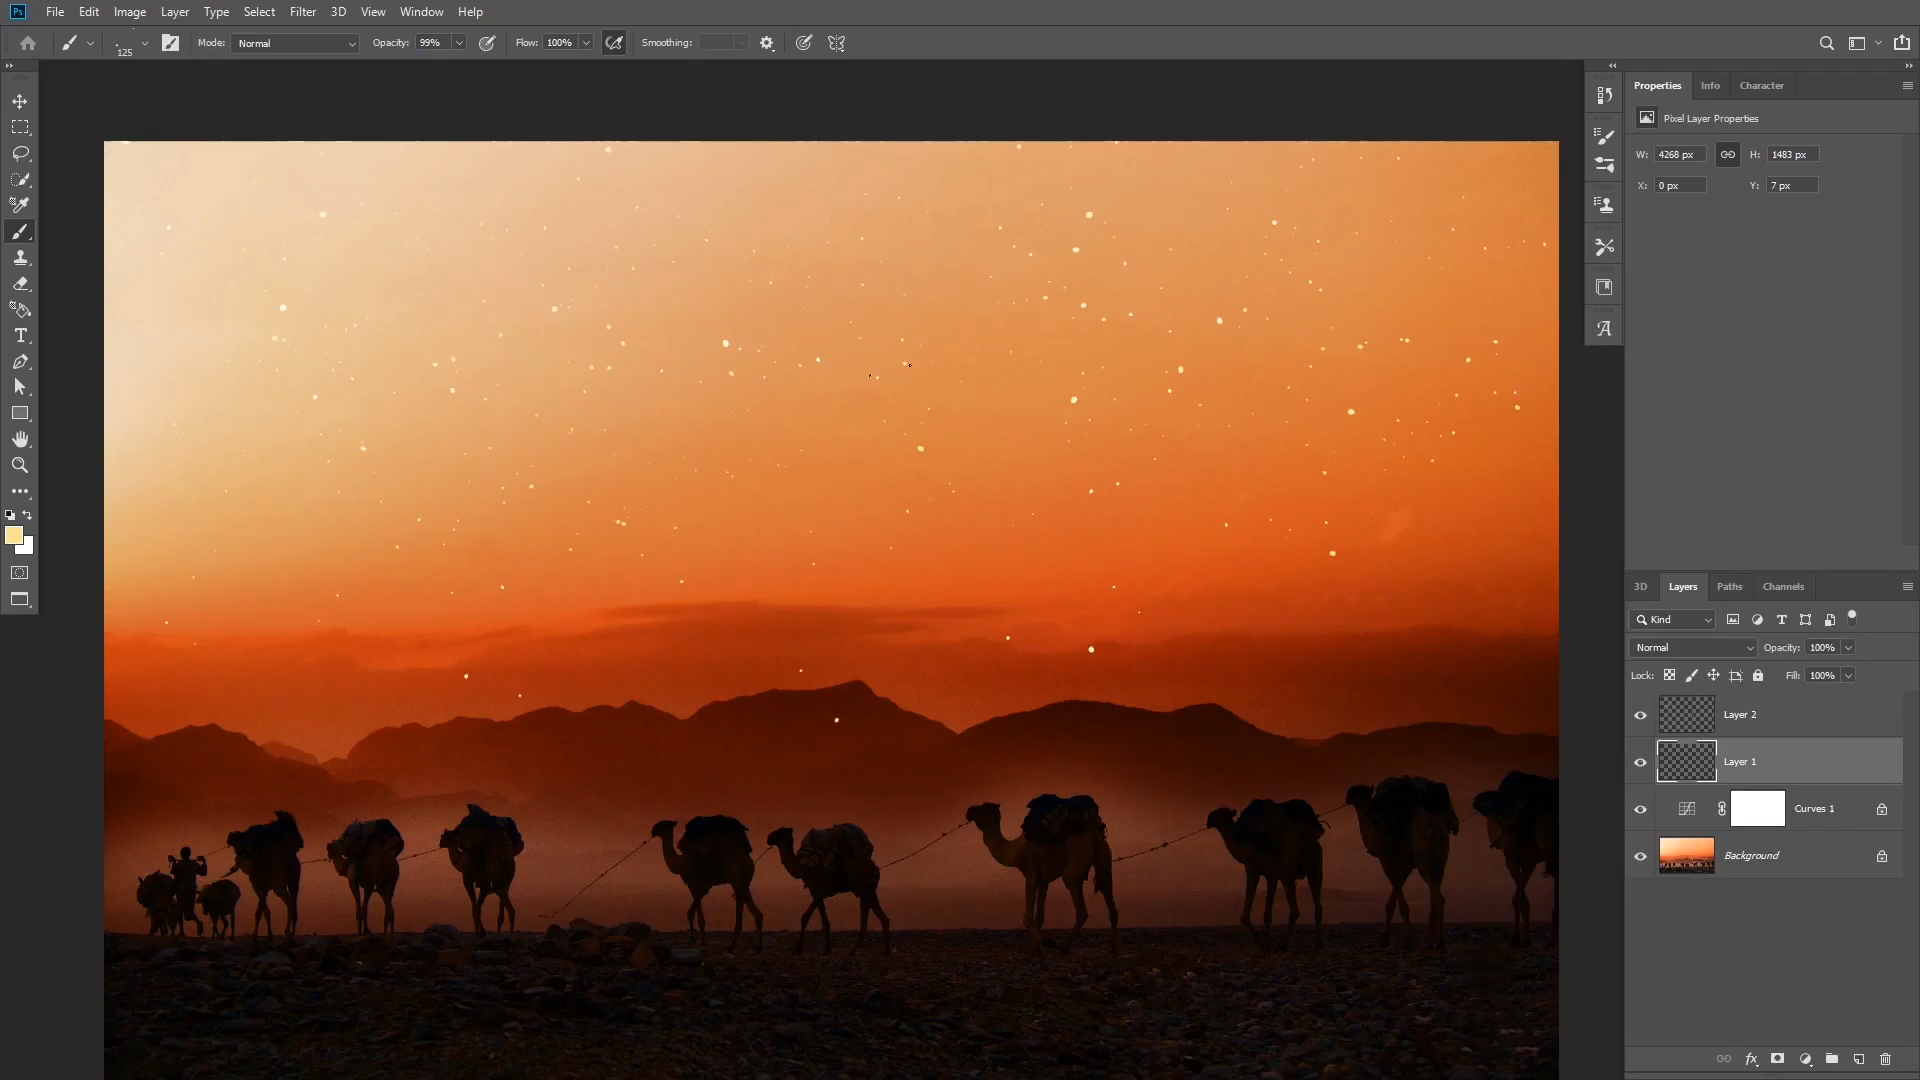 Ps File Edit Image Layer Type Select Filter 3D View Window Help
125 Mode: Normal Opacity: 99% Flow: 100% Smoothing:
Properties Info Character
Pixel Layer Properties
W: 4268 px H: 1483 px
X: 0 px Y: 7 px
3D Layers Paths Channels
Kind
Normal Opacity: 100%
Lock: Fill: 100%
Layer 2
Layer 1
Curves 1
Background